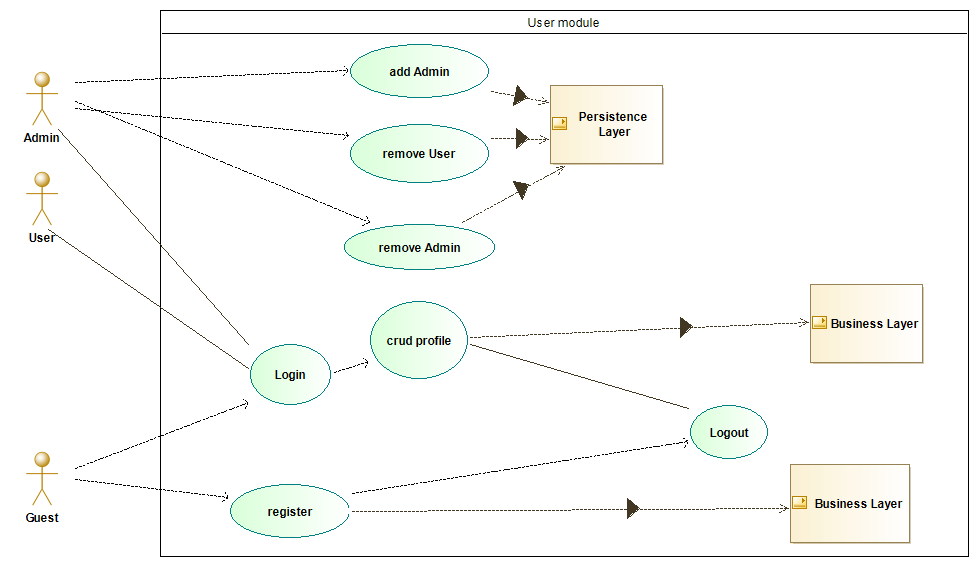 User module
add Admin
Persistence
Layer
Admin
remove User
User
remove Admin
crud profile
Business Layer
Login
Logout
Guest
register
Business Layer